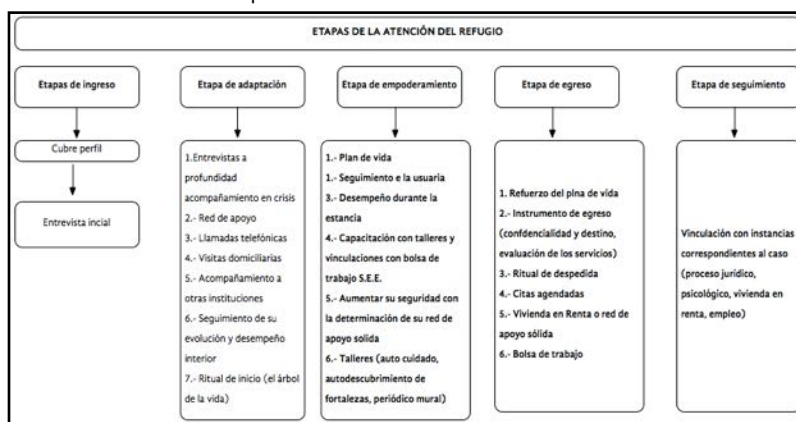 ETAPAS DE LA ATENCIÓN DEL REFUGIO
Etapas de ingreso
Cubre perfil
Entrevista incial
Etapa de adaptación
1.Entrevistas a
profundidad
acompañamiento en crisis
2.- Red de apoyo
3.- Llamadas telefónicas
4.- Visitas domiciliarias
5.- Acompañamiento a
otras instituciones
6.- Seguimiento de su
evolución y desempeño
interior
7.- Ritual de inicio (el árbol
de la vida)
Etapa de empoderamiento
1.- Plan de vida
1.- Seguimiento e la usuaria
3.- Desempeño durante la
estancia
4.- Capacitación con talleres y
vinculaciones con bolsa de
trabajo S.E.E.
5.- Aumentar su seguridad con
la determinación de su red de
apoyo solida
6.- Talleres (auto cuidado,
autodescubrimiento de
fortalezas, periódico mural)
Etapa de egreso
1. Refuerzo del plna de vida
2.- Instrumento de egreso
(confdencialidad y destino,
evaluación de los servicios)
3.- Ritual de despedida
4.- Citas agendadas
5.- Vivienda en Renta o red de
apoyo sólida
6.- Bolsa de trabajo
Etapa de seguimiento
Vinculación con instancias
correspondientes al caso
(proceso jurídico,
psicológico, vivienda en
renta, empleo)